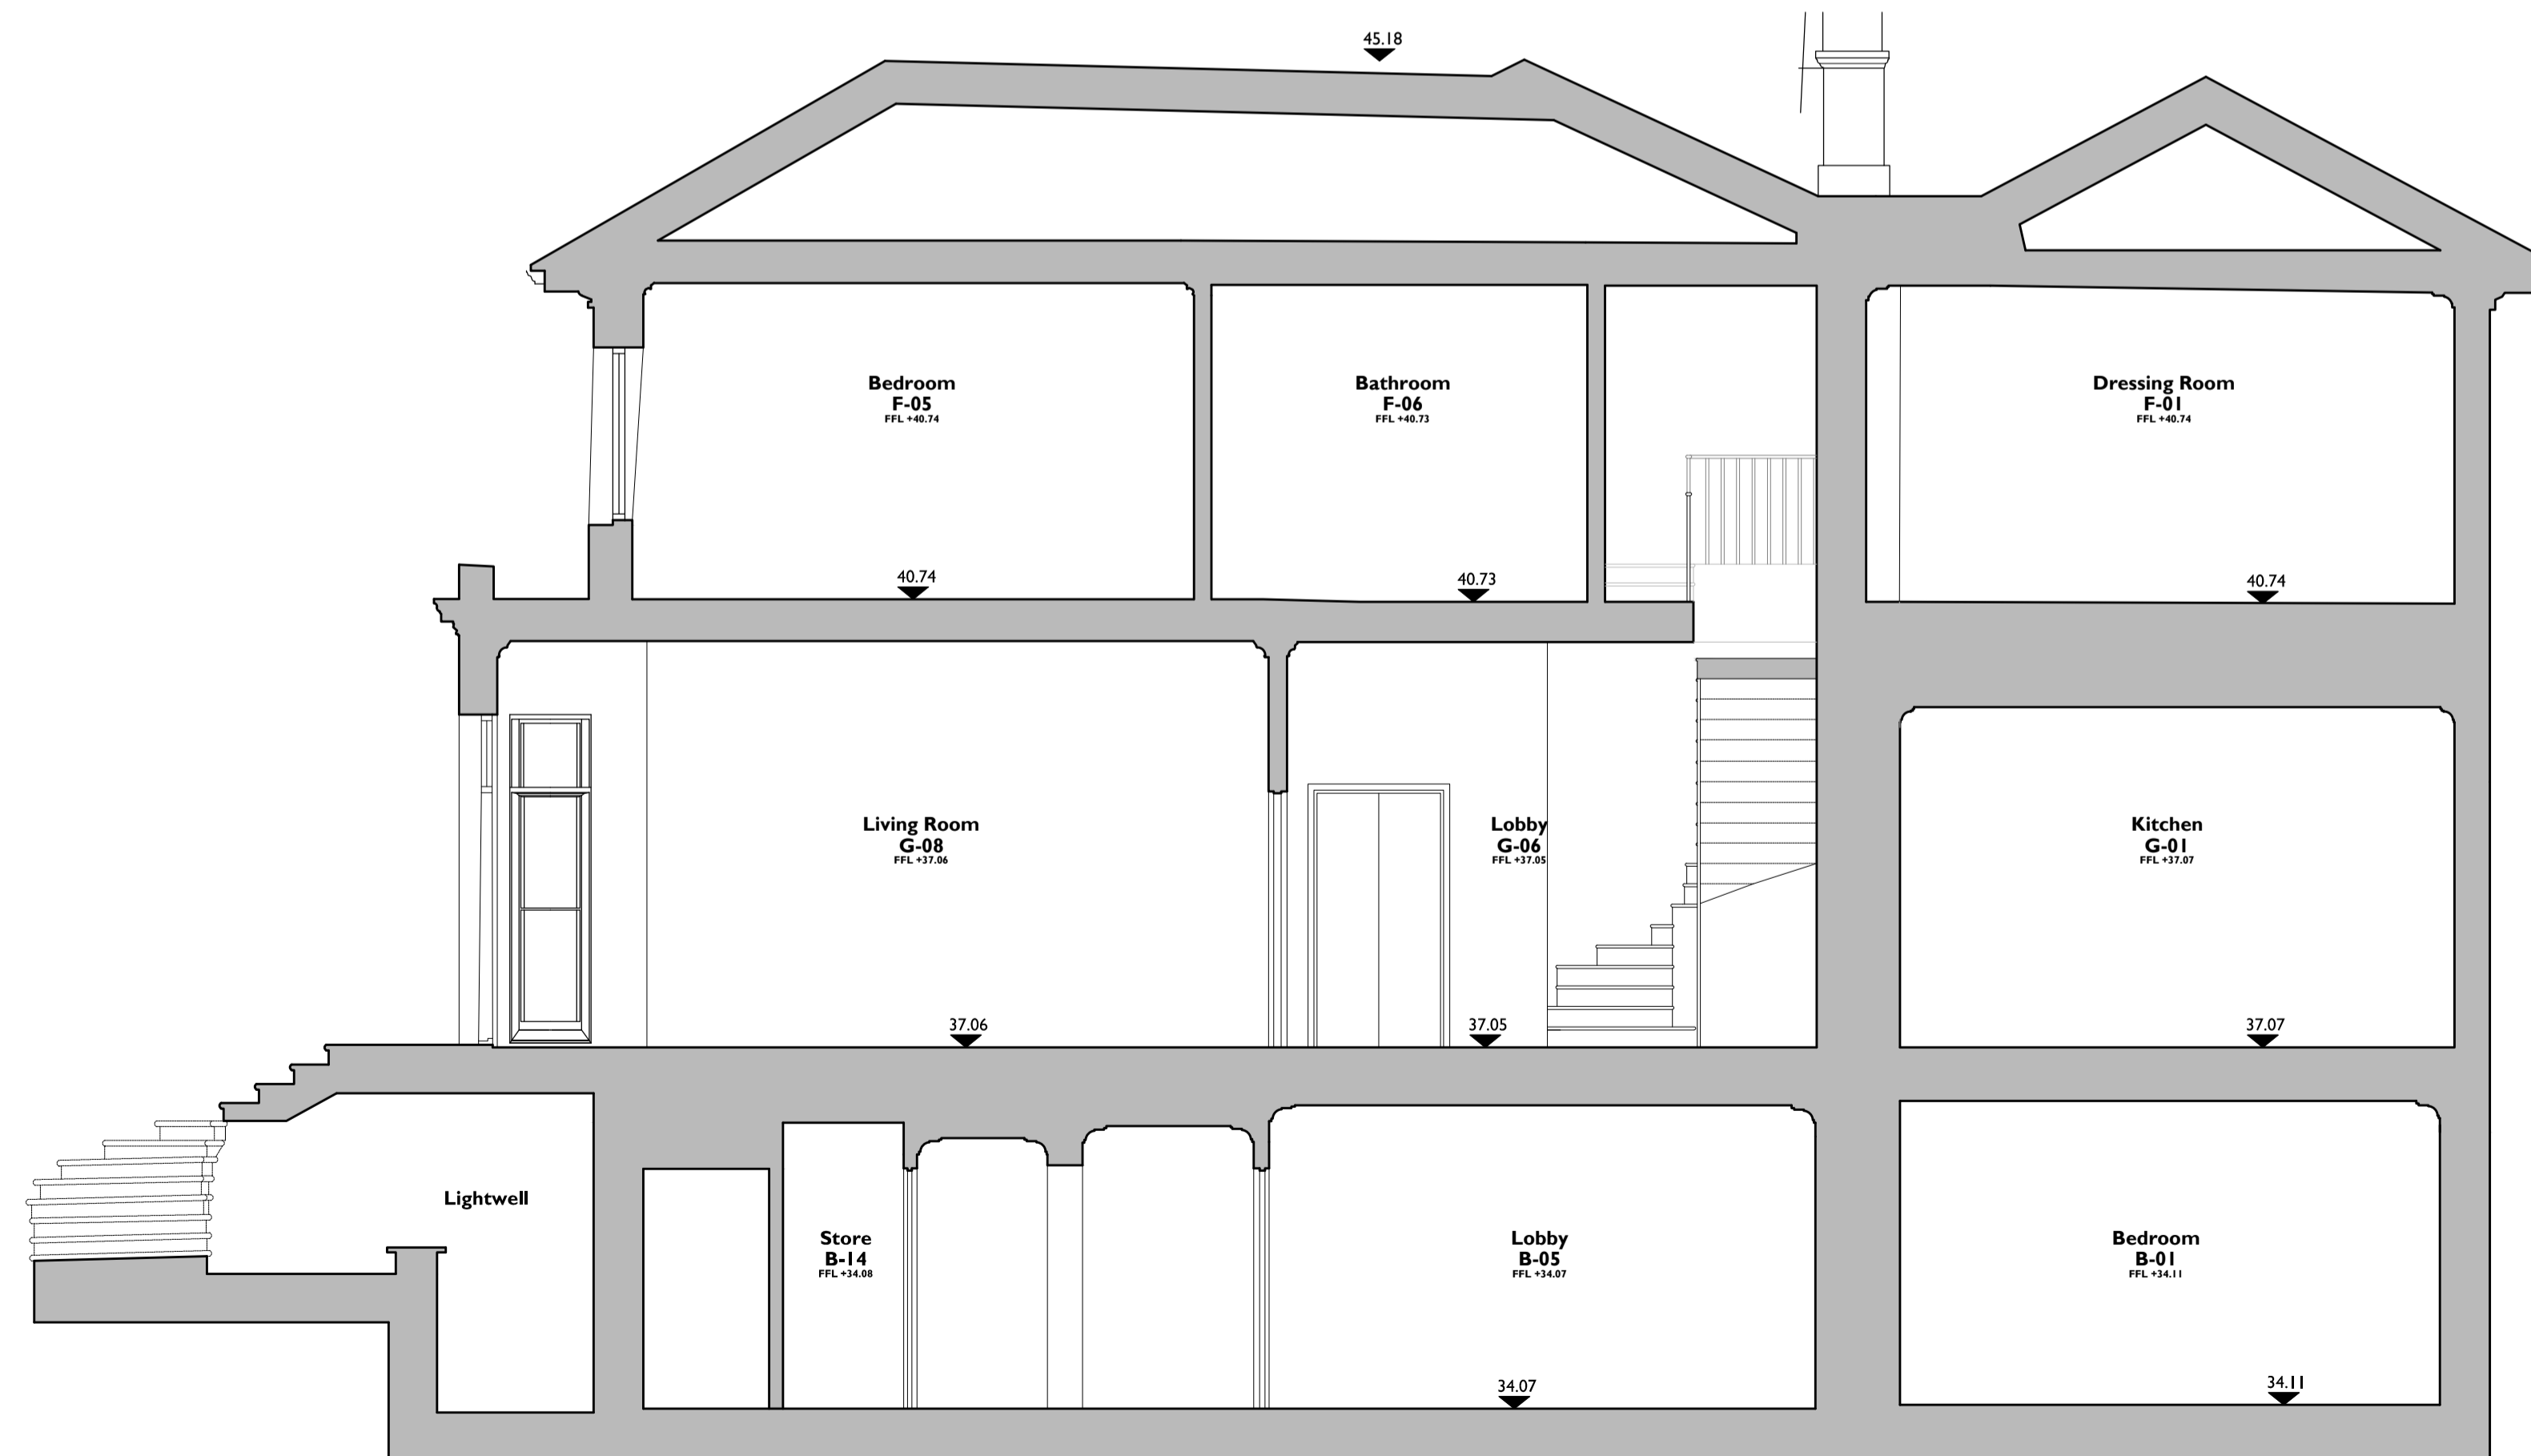 45.18
Bedroom
F-05
FFL +40.74
Bathroom
F-06
FFL +40.73
Dressing Room
F-01
FFL +40.74
40.74
40.73
40.74
Living Room
G-08
FFL +37.06
Lobby
G-06
FFL +37.05
Kitchen
G-01
FFL +37.07
37.06
37.05
37.07
Lightwell
Store
B-14
FFL +34.08
Lobby
B-05
FFL +34.07
Bedroom
B-01
FFL +34.11
34.07
34.11